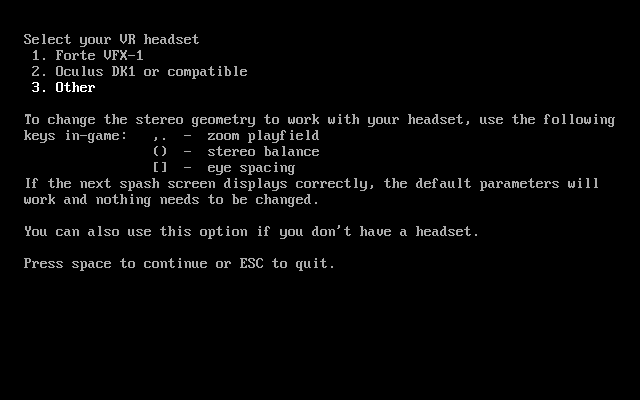 Select your VR headset
1. Forte VFX-1
2. Oculus DK1 or compatible
3. Other
To change the stereo geometry to work with your headset, use the following
keys in-game:   ,.  -  zoom playfield
()  -  stereo balance
[]  -  eye spacing
If the next spash screen displays correctly, the default parameters will
work and nothing needs to be changed.
You can also use this option if you don't have a headset.
Press space to continue or ESC to quit.